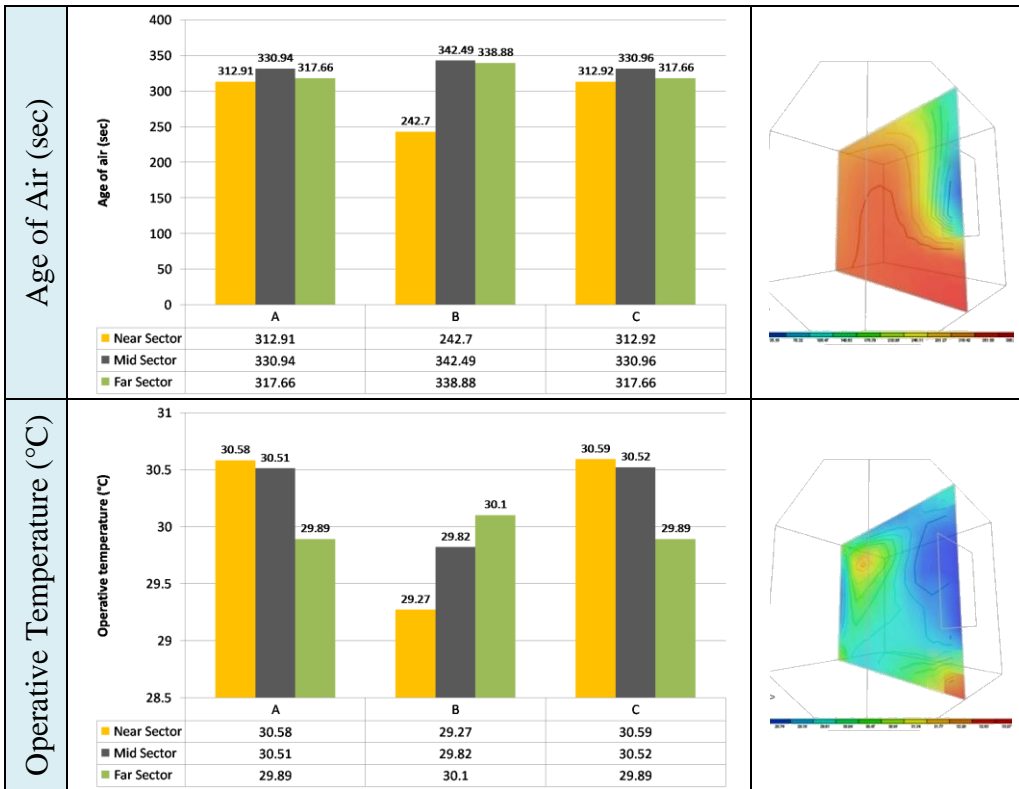 Age of Air (sec)
Age of air (sec)
400
350
300
250
200
150
100
50
0
312.91
330.94
317.66
242.7
342.49
338.88
312.92
330.96
317.66
A B C
Near Sector 312.91 242.7 312.92
Mid Sector 330.94 342.49 330.96
Far Sector 317.66 338.88 317.66
Operative Temperature (°C)
Operative temperature (°C)
31
30.5
30
29.5
29
28.5
30.58
30.51
29.89
29.27
29.82
30.1
30.59
30.52
29.89
A B C
Near Sector 30.58 29.27 30.59
Mid Sector 30.51 29.82 30.52
Far Sector 29.89 30.1 29.89